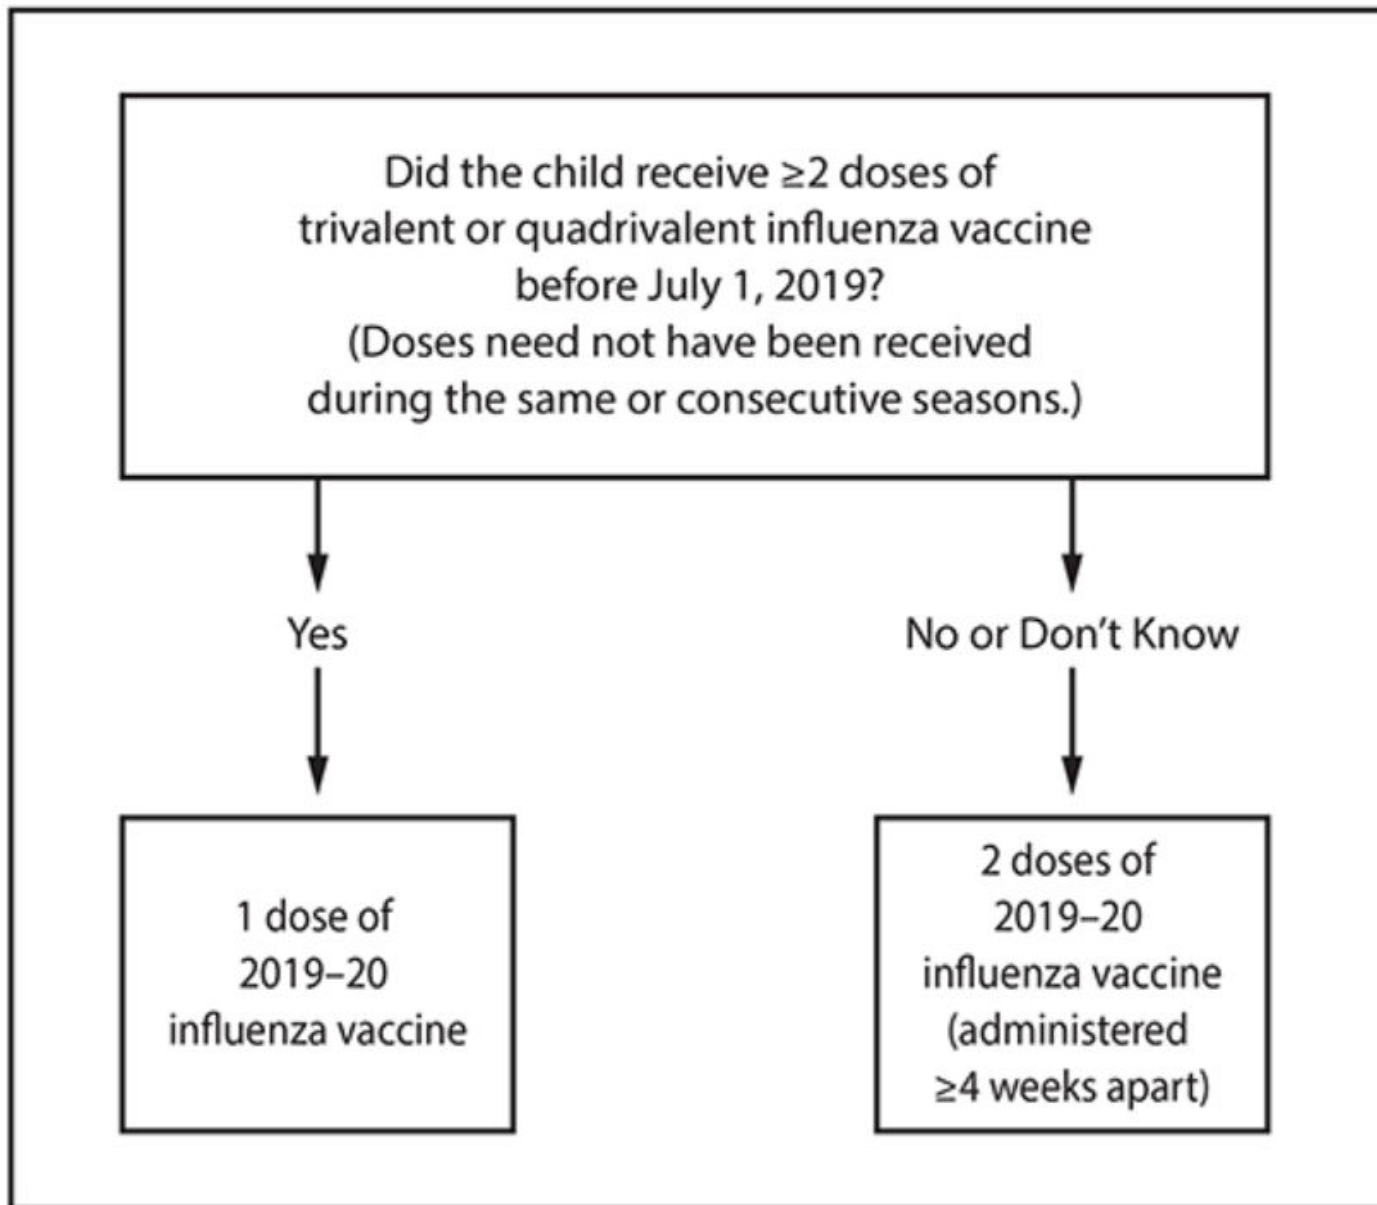 Did the child receive ≥2 doses of
trivalent or quadrivalent influenza vaccine
before July 1, 2019?
(Doses need not have been received
during the same or consecutive seasons.)
Yes
No or Don't Know
1 dose of
2019–20
influenza vaccine
2 doses of
2019–20
influenza vaccine
(administered
≥4 weeks apart)